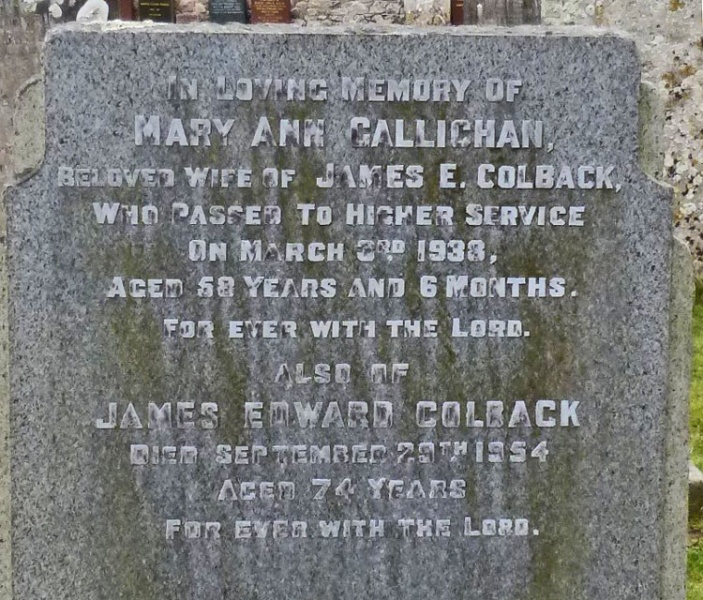 In Loving Memory of
Mary Ann Gallichan,
Beloved Wife of James E. Colback,
Who Passed To Higher Service
On March 3rd 1938,
Aged 58 Years and 6 Months.
For ever with the Lord.
Also of
James Edward Colback
Died September 29th 1954
Aged 74 Years
For ever with the Lord.